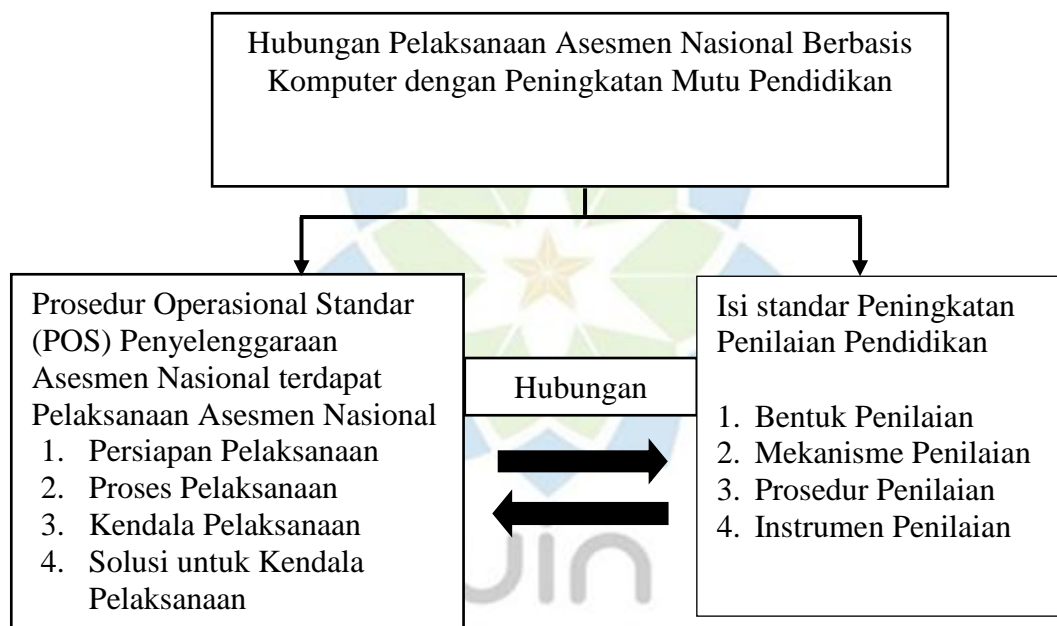 Hubungan Pelaksanaan Asesmen Nasional Berbasis
Komputer dengan Peningkatan Mutu Pendidikan
Prosedur Operasional Standar
(POS) Penyelenggaraan
Asesmen Nasional terdapat
Pelaksanaan Asesmen Nasional
1. Persiapan Pelaksanaan
2. Proses Pelaksanaan
3. Kendala Pelaksanaan
4. Solusi untuk Kendala
Pelaksanaan
Hubungan
Isi standar Peningkatan
Penilaian Pendidikan
1. Bentuk Penilaian
2. Mekanisme Penilaian
3. Prosedur Penilaian
4. Instrumen Penilaian
uin